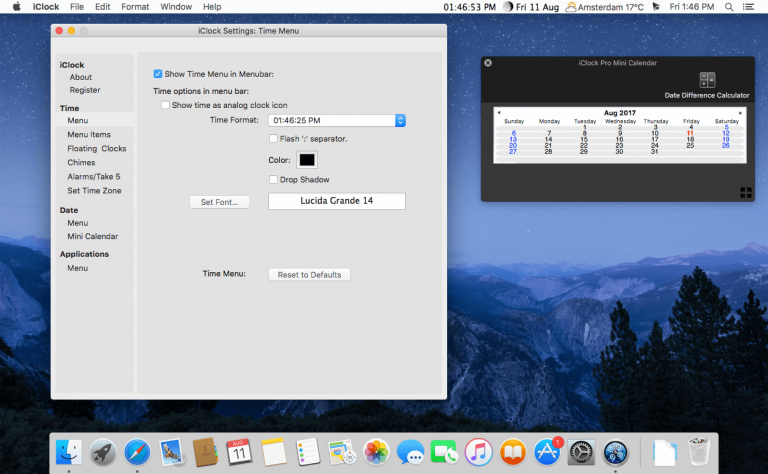 iClock File Edit Format Window Help 01:46:53 PM Fri 11 Aug Amsterdam 17°C Fri 1:46 PM
iClock Settings: Time Menu
iClock
About
Register
Time
Menu
Menu Items
Floating Clocks
Chimes
Alarms/Take 5
Set Time Zone
Date
Menu
Mini Calendar
Applications
Menu
Show Time Menu in Menubar:
Time options in menu bar:
Show time as analog clock icon
Time Format: 01:46:25 PM
Flash ':' separator.
Color:
Drop Shadow
Set Font... Lucida Grande 14
Time Menu: Reset to Defaults
iClock Pro Mini Calendar
Date Difference Calculator
Aug 2017
Sunday Monday Tuesday Wednesday Thursday Friday Saturday
1 2 3 4 5
6 7 8 9 10 11 12
13 14 15 16 17 18 19
20 21 22 23 24 25 26
27 28 29 30 31
AUG
11
1